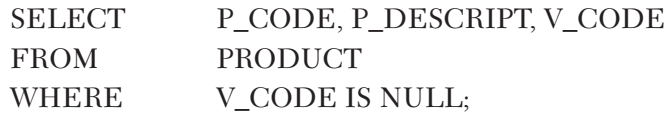 SELECT P_CODE, P_DESCRIPT, V_CODE
FROM PRODUCT
WHERE V_CODE IS NULL;